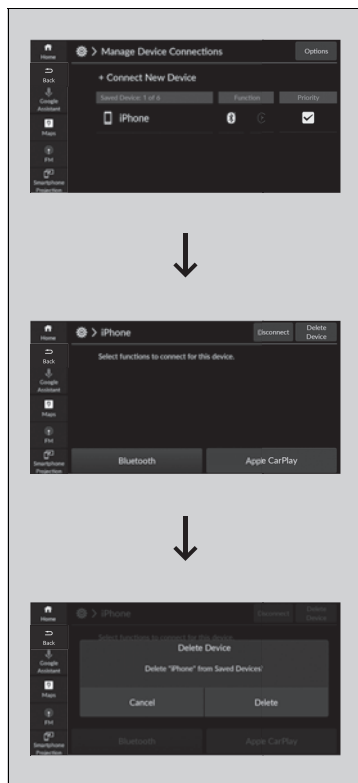 Home
> Manage Device Connections
Options
Back
+ Connect New Device
Google
Assistant
Saved Device: 1 of 6
Function
Priority
iPhone
Maps
FM
Smartphone
Projection
Home
> iPhone
Disconnect
Delete
Device
Back
Select functions to connect for this device.
Google
Assistant
Maps
FM
Smartphone
Projection
Bluetooth
Apple CarPlay
Home
> iPhone
Disconnect
Delete
Device
Back
Select functions to connect for this device.
Google
Assistant
Delete Device
Delete "iPhone" from Saved Devices?
Maps
Cancel
Delete
FM
Smartphone
Projection
Bluetooth
Apple CarPlay